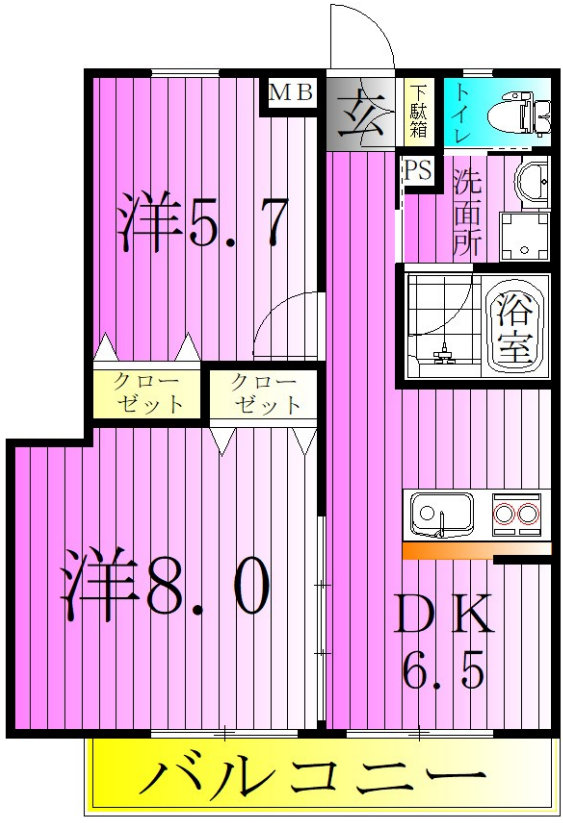 MB
玄
下駄箱
トイレ
PS
洗面所
洋5.7
浴室
クロー
ゼット
クロー
ゼット
洋8.0
DK
6.5
バルコニー